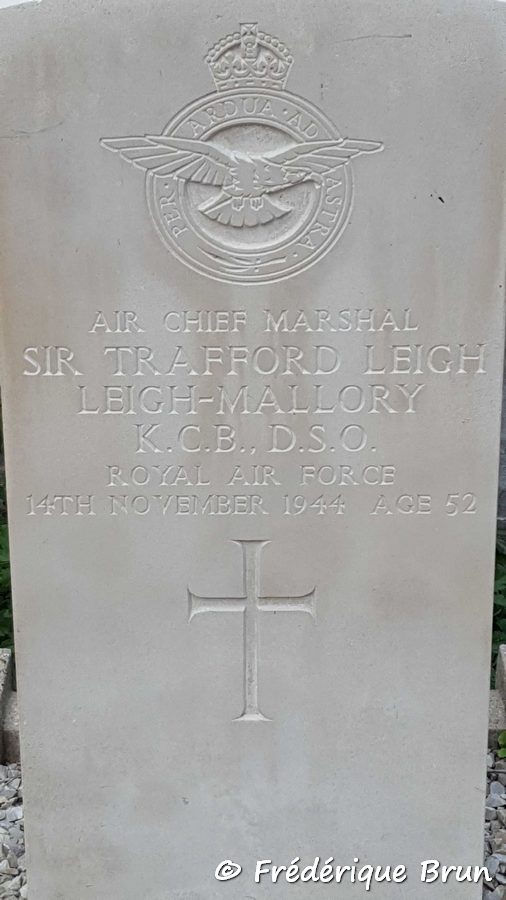 PER · ARDUA · AD ASTRA
AIR CHIEF MARSHAL
SIR TRAFFORD LEIGH
LEIGH-MALLORY
K.C.B., D.S.O.
ROYAL AIR FORCE
14TH NOVEMBER 1944 AGE 52
© Frédérique Brun